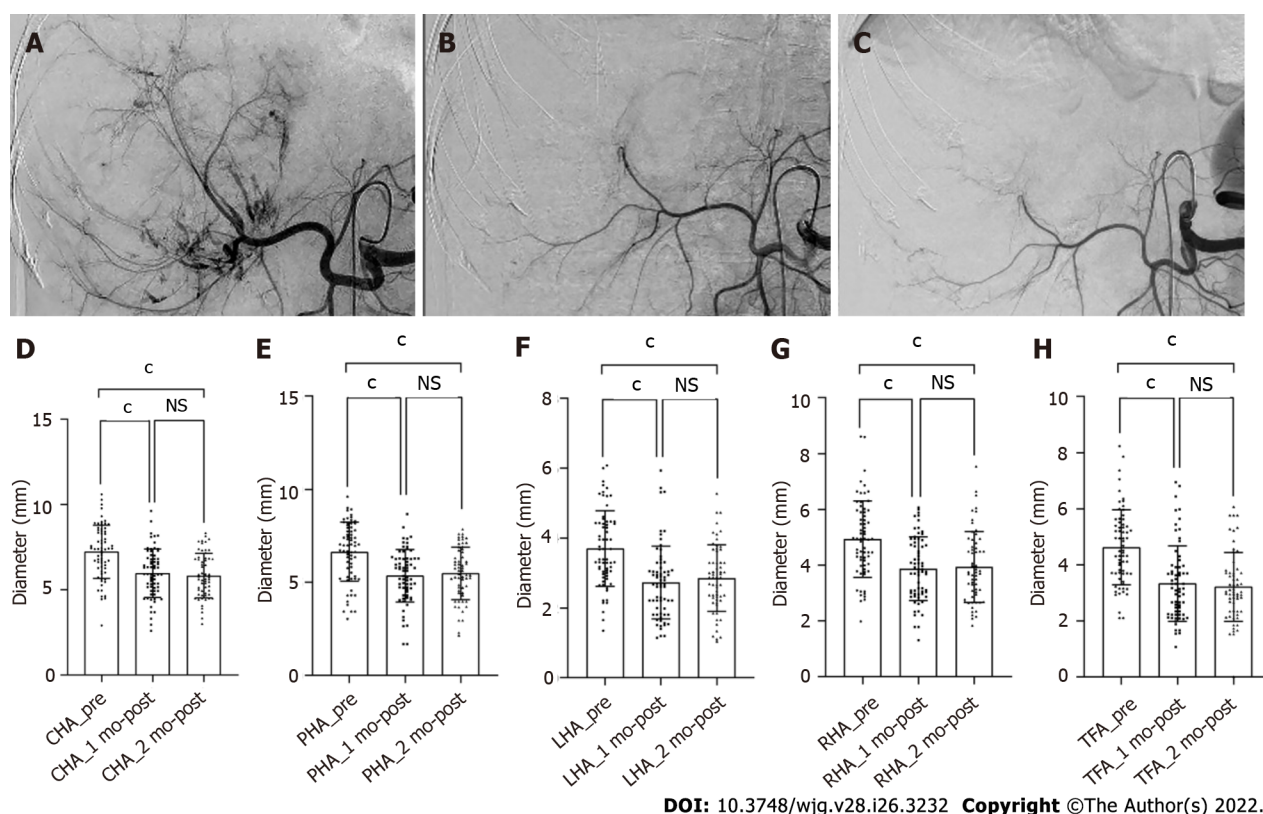 A
B
C
D
c
c
NS
15
10
5
0
Diameter (mm)
CHA_pre
CHA_1 mo-post
CHA_2 mo-post
E
c
c
NS
15
10
5
0
Diameter (mm)
PHA_pre
PHA_1 mo-post
PHA_2 mo-post
F
c
c
NS
8
6
4
2
0
Diameter (mm)
LHA_pre
LHA_1 mo-post
LHA_2 mo-post
G
c
c
NS
10
8
6
4
2
0
Diameter (mm)
RHA_pre
RHA_1 mo-post
RHA_2 mo-post
H
c
c
NS
10
8
6
4
2
0
Diameter (mm)
TFA_pre
TFA_1 mo-post
TFA_2 mo-post
DOI: 10.3748/wjg.v28.i26.3232 Copyright ©The Author(s) 2022.